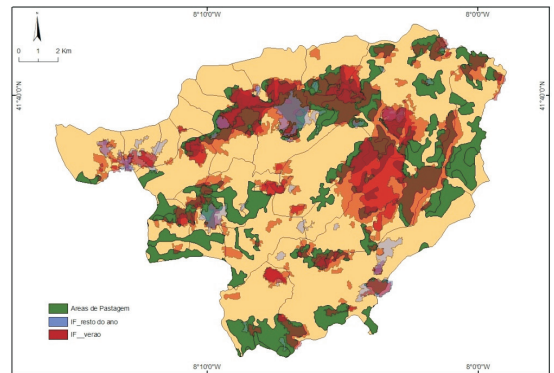 8°10'0"W
8°0'0"W
N
0 1 2 Km
41°40'0"N
41°40'0"N
Areas de Pastagem
IF_resto do ano
IF__verao
8°10'0"W
8°0'0"W